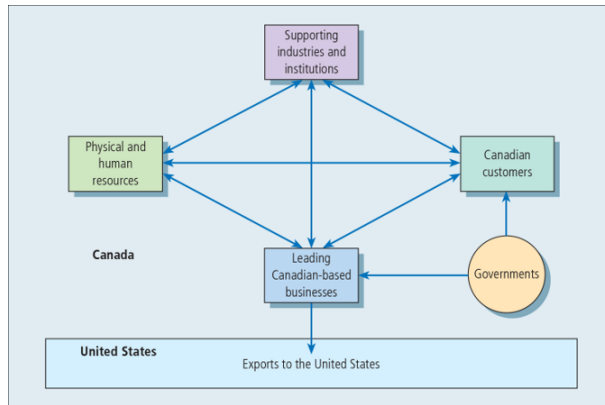 Supporting
industries and
institutions
Physical and
human
resources
Canadian
customers
Canada
Leading
Canadian-based
businesses
Governments
United States
Exports to the United States